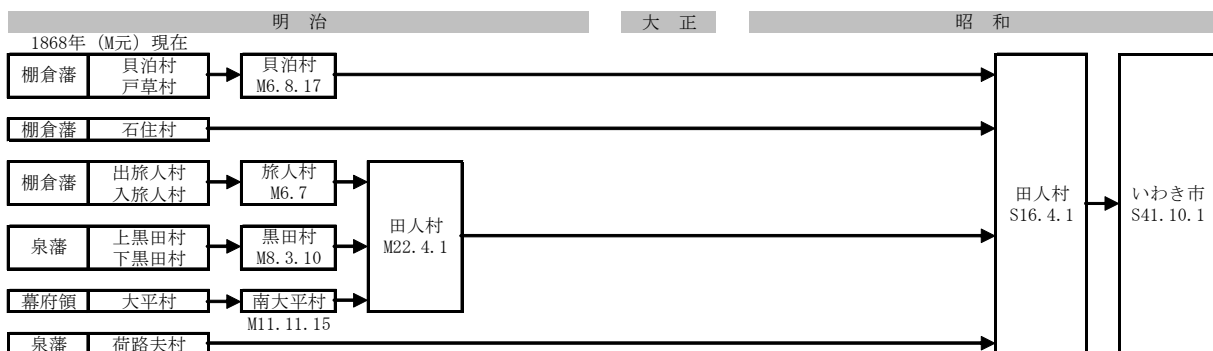 明 治
大 正
昭 和
1868年 (M元) 現在
棚倉藩
貝泊村
戸草村
貝泊村
M6.8.17
棚倉藩
石住村
棚倉藩
出旅人村
入旅人村
旅人村
M6.7
泉藩
上黒田村
下黒田村
黒田村
M8.3.10
幕府領
大平村
南大平村
M11.11.15
田人村
M22.4.1
泉藩
荷路夫村
田人村
S16.4.1
いわき市
S41.10.1